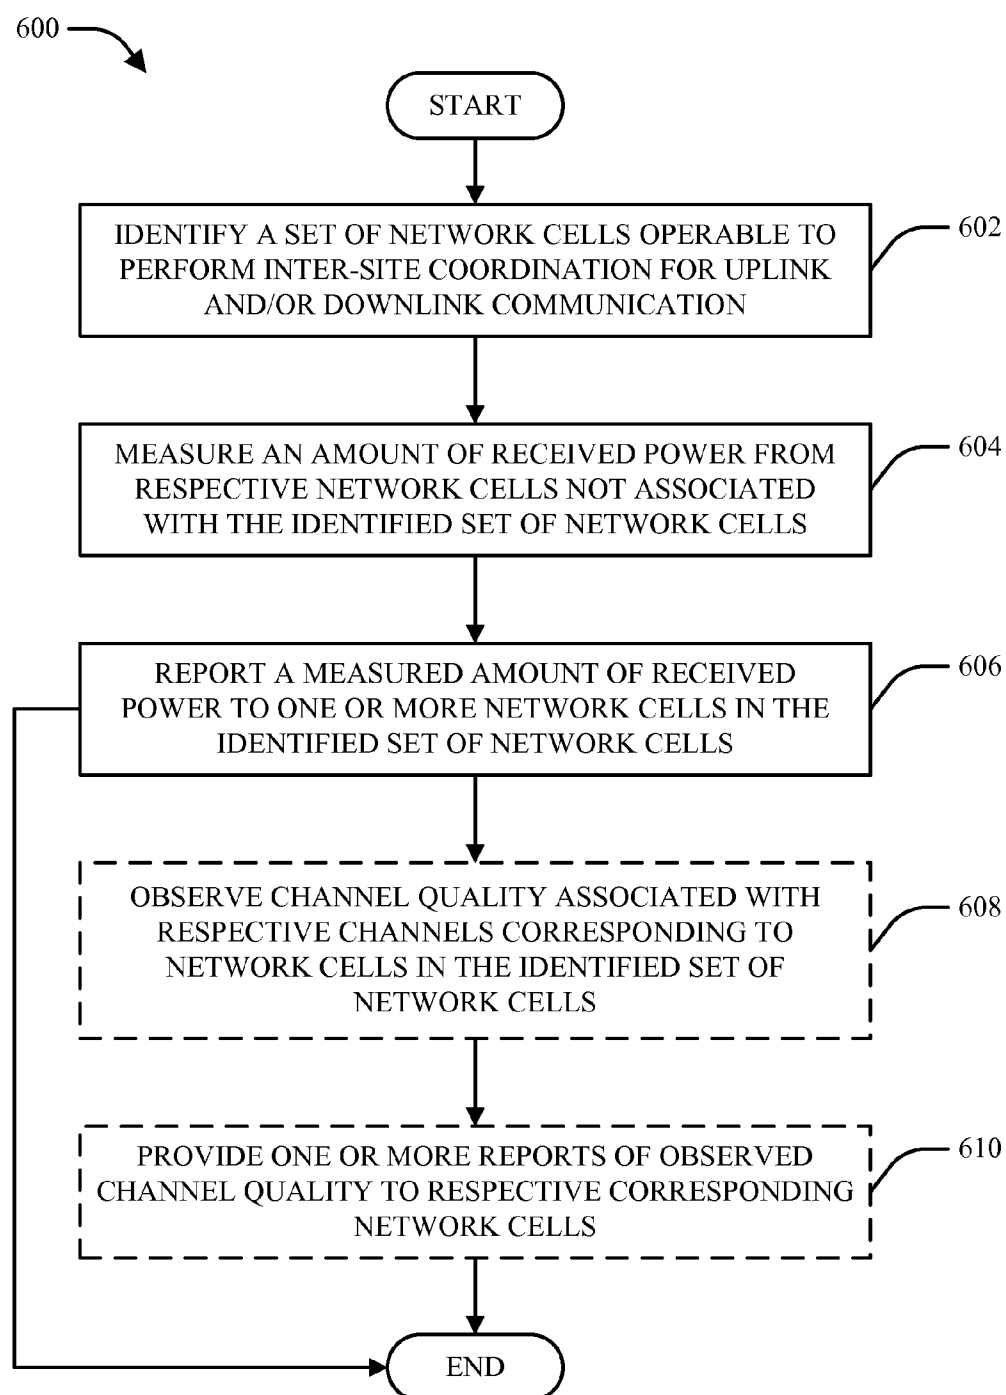 600
START
IDENTIFY A SET OF NETWORK CELLS OPERABLE TO
PERFORM INTER-SITE COORDINATION FOR UPLINK
AND/OR DOWNLINK COMMUNICATION
602
MEASURE AN AMOUNT OF RECEIVED POWER FROM
RESPECTIVE NETWORK CELLS NOT ASSOCIATED
WITH THE IDENTIFIED SET OF NETWORK CELLS
604
REPORT A MEASURED AMOUNT OF RECEIVED
POWER TO ONE OR MORE NETWORK CELLS IN THE
IDENTIFIED SET OF NETWORK CELLS
606
OBSERVE CHANNEL QUALITY ASSOCIATED WITH
RESPECTIVE CHANNELS CORRESPONDING TO
NETWORK CELLS IN THE IDENTIFIED SET OF
NETWORK CELLS
608
PROVIDE ONE OR MORE REPORTS OF OBSERVED
CHANNEL QUALITY TO RESPECTIVE CORRESPONDING
NETWORK CELLS
610
END